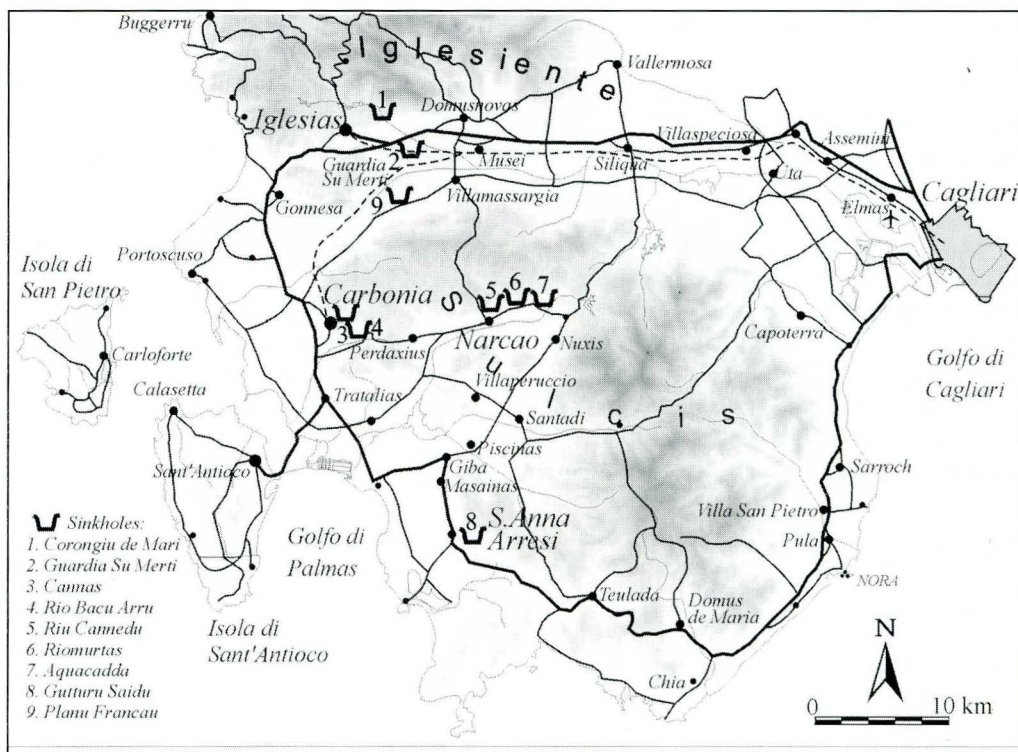 Buggerru
Iglesiente
Vallermosa
1
Domusnovas
Iglesias
Villaspeciosa
Assemini
Guardia
Su Merti
2
Musei
Siliqua
Uta
Cagliari
9
Villamassargia
Gonnesa
Elmas
Portoscuso
Isola di
San Pietro
Carbonia
Sulcis
5
6
7
3
4
Perdaxius
Narcao
Nuxis
Capoterra
Carloforte
Golfo di
Cagliari
Calasetta
Villaperuccio
Tratalias
Santadi
Piscinas
Sant'Antioco
Giba
Masainas
Sarroch
Villa San Pietro
8
S.Anna
Arresi
Pula
Golfo di
Palmas
NORA
Teulada
Domus
de Maria
Isola di
Sant'Antioco
Chia
Sinkholes:
1. Corongiu de Mari
2. Guardia Su Merti
3. Cannas
4. Rio Bacu Arru
5. Riu Cannedu
6. Riomurtas
7. Aquacadda
8. Gutturu Saidu
9. Planu Francau
N
0 10 km